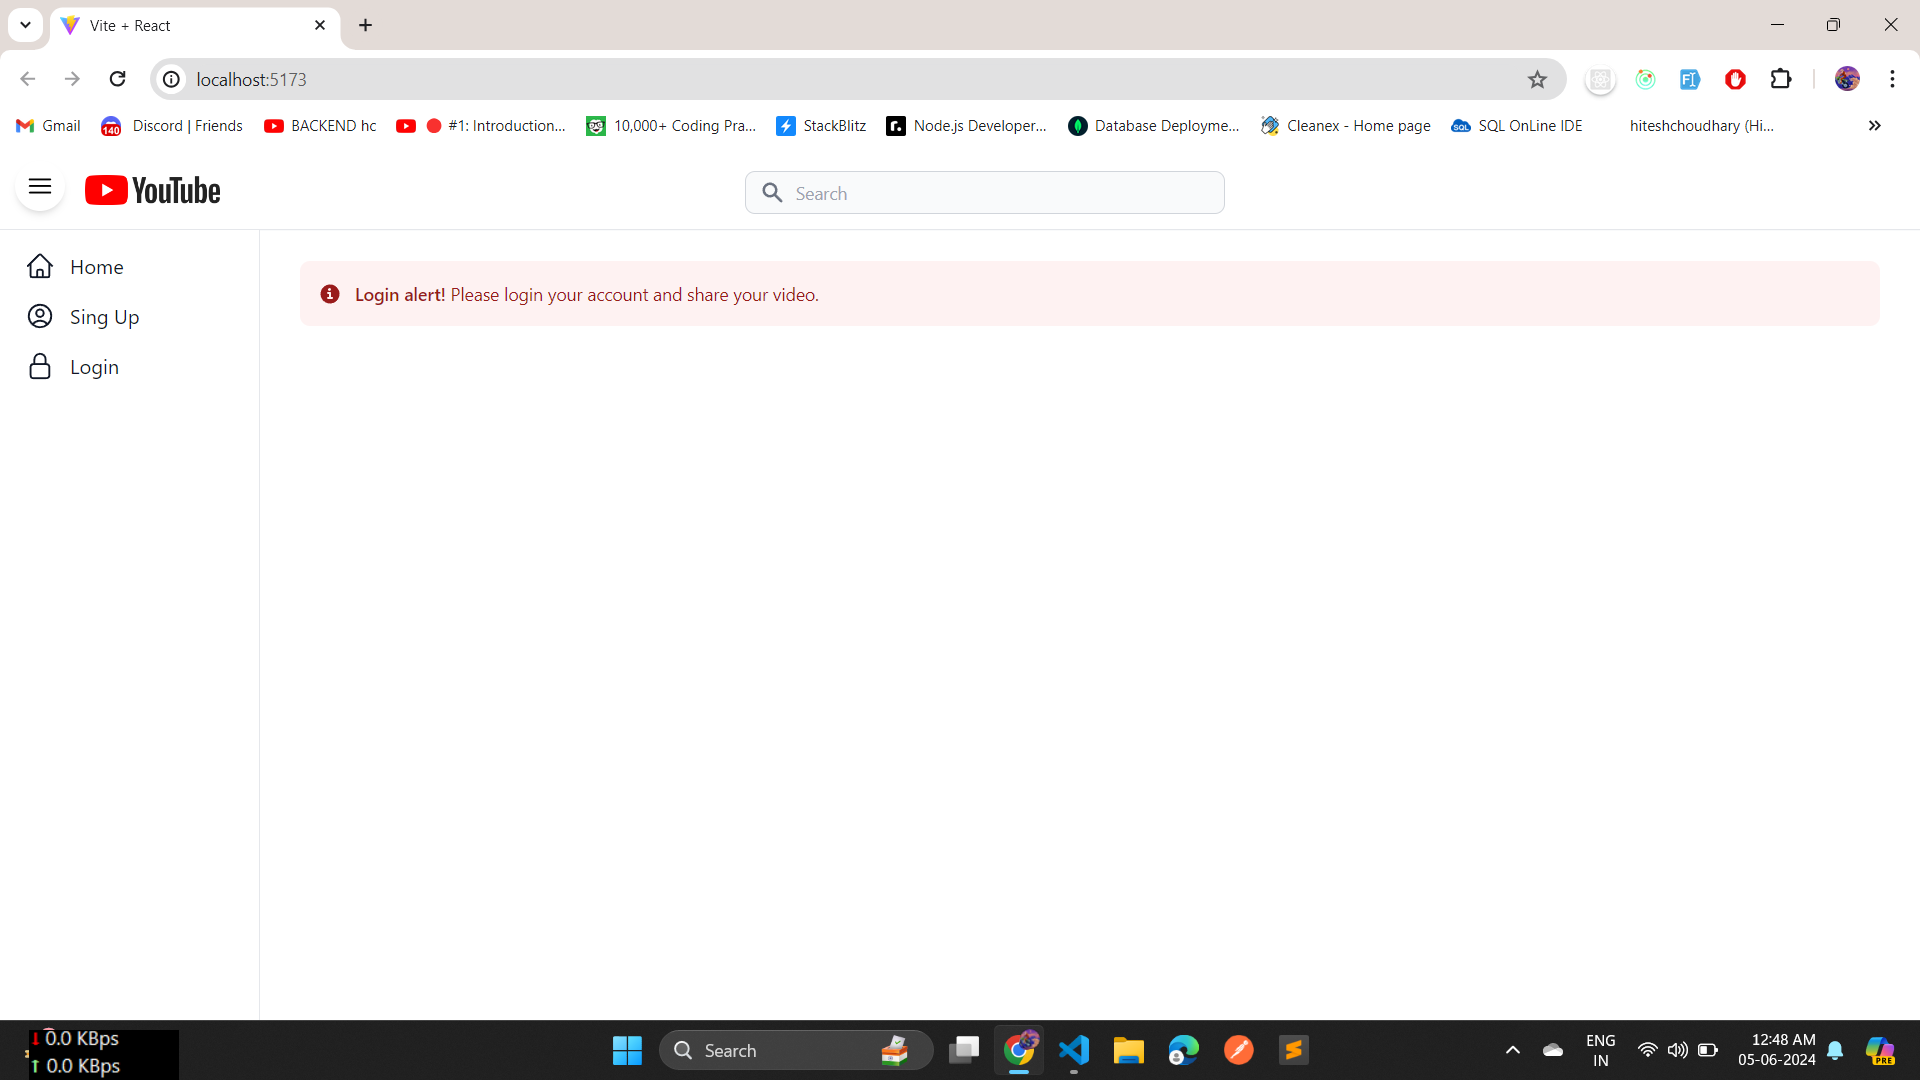 Vite + React
localhost:5173
Gmail
140
Discord | Friends
BACKEND hc
#1: Introduction...
10,000+ Coding Pra...
StackBlitz
r.
Node.js Developer...
Database Deployme...
Cleanex - Home page
SQL
SQL OnLine IDE
hiteshchoudhary (Hi...
YouTube
Search
Home
Sing Up
Login
Login alert! Please login your account and share your video.
0.0 KBps
0.0 KBps
Search
ENG
IN
12:48 AM
05-06-2024
PRE